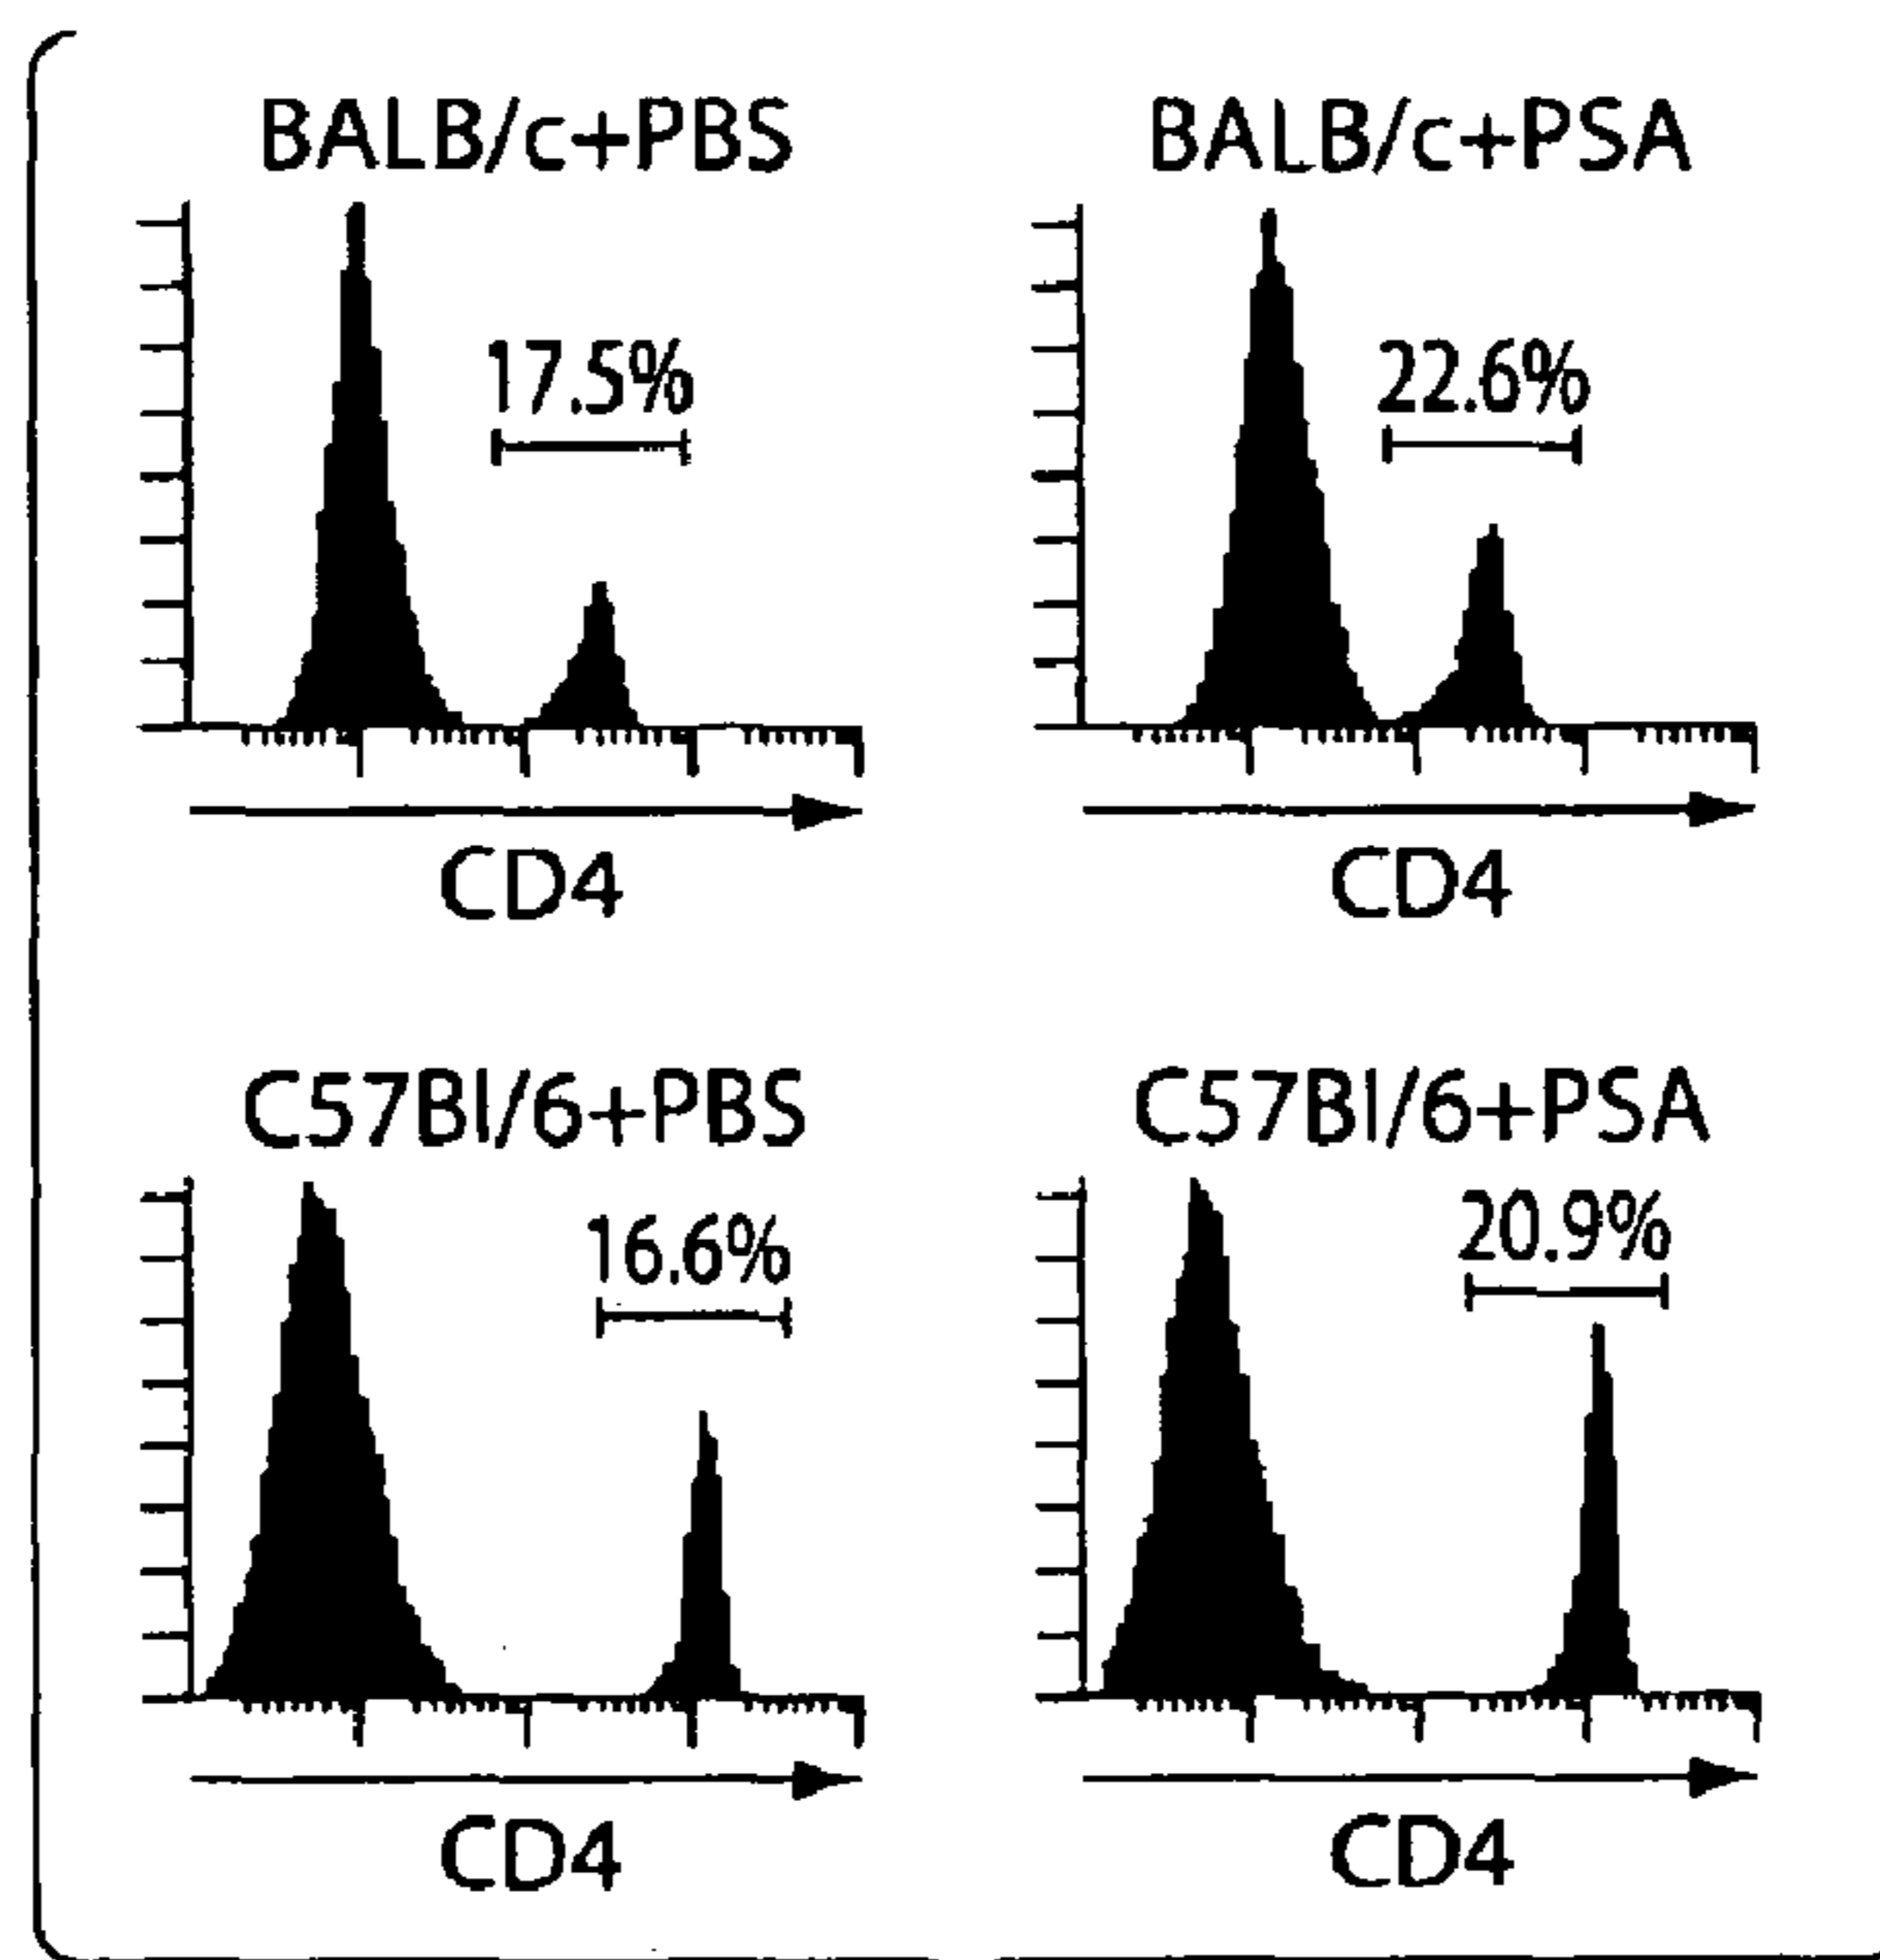 BALB/c+PBS
17.5%
CD4
BALB/c+PSA
22.6%
CD4
C57Bl/6+PBS
16.6%
CD4
C57Bl/6+PSA
20.9%
CD4